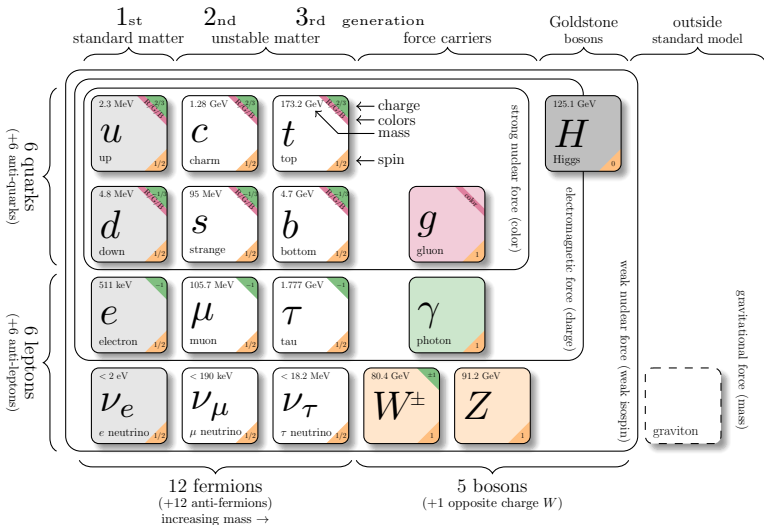 1st 2nd 3rd generation Goldstone outside
standard matter unstable matter force carriers bosons standard model
6 quarks
(+6 anti-quarks)
6 leptons
(+6 anti-leptons)
2.3 MeV 2/3
R/G/B
u
up 1/2
1.28 GeV 2/3
R/G/B
c
charm 1/2
173.2 GeV 2/3
R/G/B
t
top 1/2
charge
colors
mass
spin
125.1 GeV
H
Higgs 0
4.8 MeV −1/3
R/G/B
d
down 1/2
95 MeV −1/3
R/G/B
s
strange 1/2
4.7 GeV −1/3
R/G/B
b
bottom 1/2
color
g
gluon 1
strong nuclear force (color)
511 keV −1
e
electron 1/2
105.7 MeV −1
μ
muon 1/2
1.777 GeV −1
τ
tau 1/2
γ
photon 1
electromagnetic force (charge)
< 2 eV
νe
e neutrino 1/2
< 190 keV
νμ
μ neutrino 1/2
< 18.2 MeV
ντ
τ neutrino 1/2
80.4 GeV ±1
W±
1
91.2 GeV
Z
1
weak nuclear force (weak isospin)
graviton
gravitational force (mass)
12 fermions
(+12 anti-fermions)
increasing mass →
5 bosons
(+1 opposite charge W)